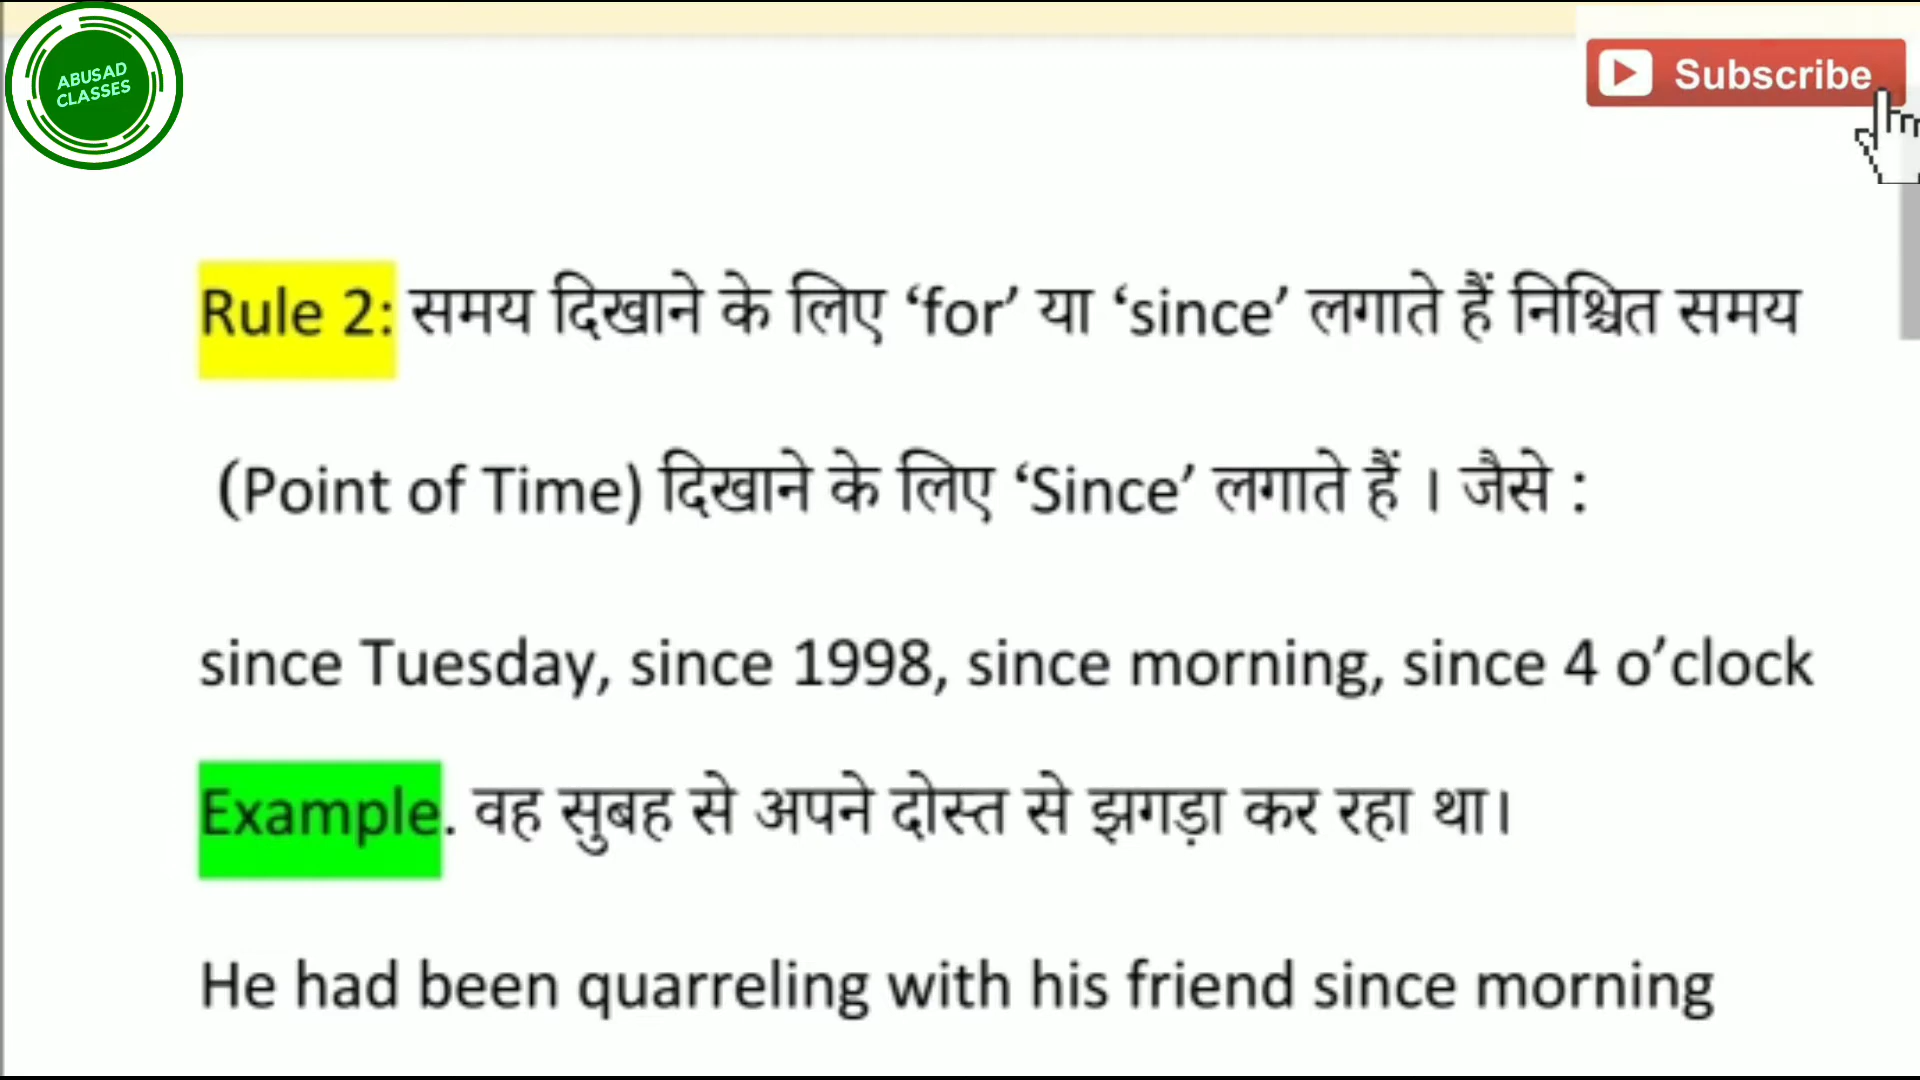 ABUSAD
CLASSES
Subscribe
Rule 2: समय दिखाने के लिए ‘for’ या ‘since’ लगाते हैं निश्चित समय
(Point of Time) दिखाने के लिए ‘Since’ लगाते हैं । जैसे :
since Tuesday, since 1998, since morning, since 4 o’clock
Example. वह सुबह से अपने दोस्त से झगड़ा कर रहा था।
He had been quarreling with his friend since morning